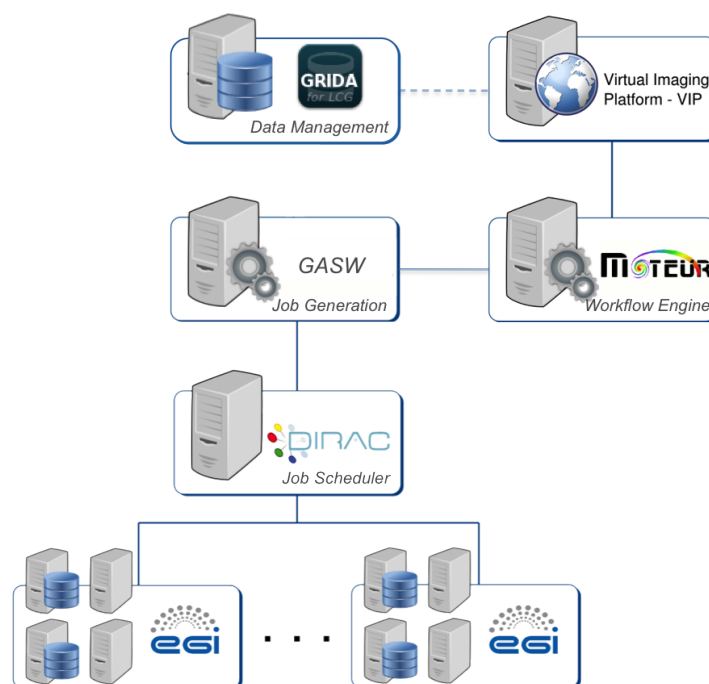 GRIDA
for LCG
Data Management
Virtual Imaging
Platform - VIP
GASW
Job Generation
MOTEUR
Workflow Engine
DIRAC
Job Scheduler
egi
. . .
egi